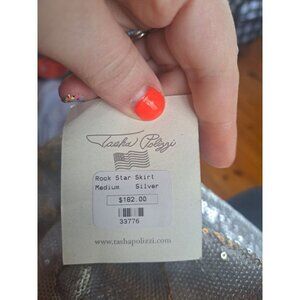 Tasha Polizzi
Rock Star Skirt
Medium Silver
$182.00
33776
www.tashapolizzi.com